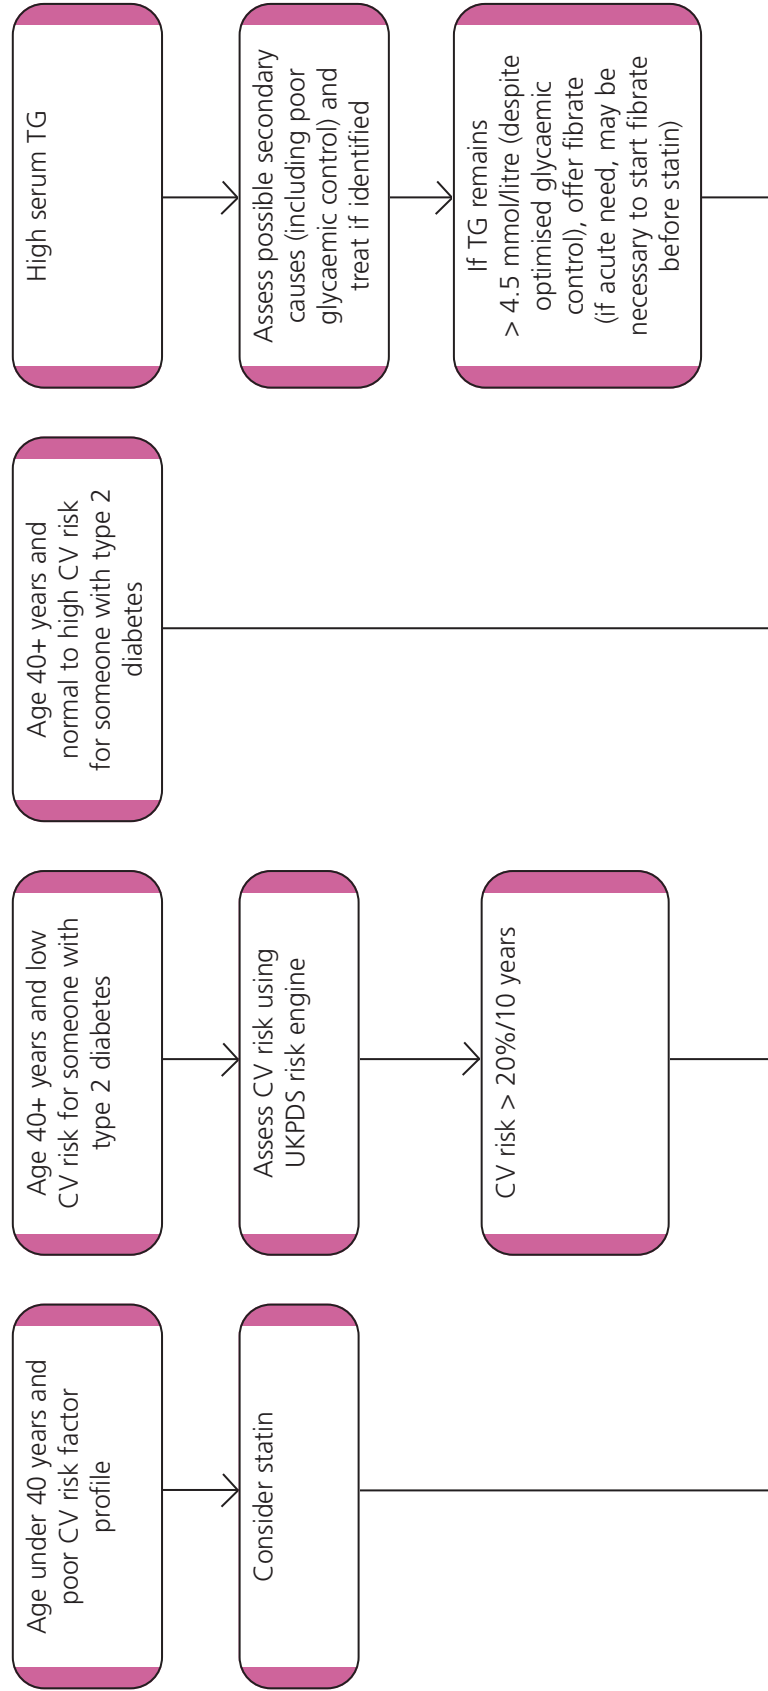 Age under 40 years and
poor CV risk factor
profile
Consider statin
Age 40+ years and low
CV risk for someone with
type 2 diabetes
Assess CV risk using
UKPDS risk engine
CV risk > 20%/10 years
Age 40+ years and
normal to high CV risk
for someone with type 2
diabetes
High serum TG
Assess possible secondary
causes (including poor
glycaemic control) and
treat if identified
If TG remains
> 4.5 mmol/litre (despite
optimised glycaemic
control), offer fibrate
(if acute need, may be
necessary to start fibrate
before statin)